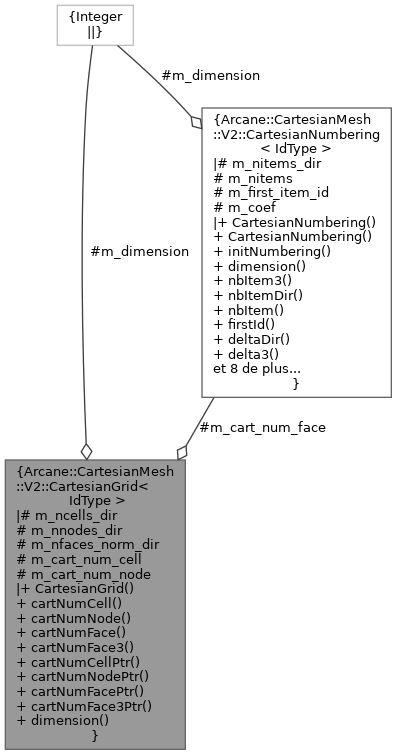 {Integer
||}
#m_dimension
{Arcane::CartesianMesh
::V2::CartesianNumbering
< IdType >
|# m_nitems_dir
# m_nitems
# m_first_item_id
# m_coef
|+ CartesianNumbering()
+ CartesianNumbering()
+ initNumbering()
+ dimension()
+ nbItem3()
+ nbItemDir()
+ nbItem()
+ firstId()
+ deltaDir()
+ delta3()
et 8 de plus...
}
#m_dimension
#m_cart_num_face
{Arcane::CartesianMesh
::V2::CartesianGrid<
IdType >
|# m_ncells_dir
# m_nnodes_dir
# m_nfaces_norm_dir
# m_cart_num_cell
# m_cart_num_node
|+ CartesianGrid()
+ cartNumCell()
+ cartNumNode()
+ cartNumFace()
+ cartNumFace3()
+ cartNumCellPtr()
+ cartNumNodePtr()
+ cartNumFacePtr()
+ cartNumFace3Ptr()
+ dimension()
}